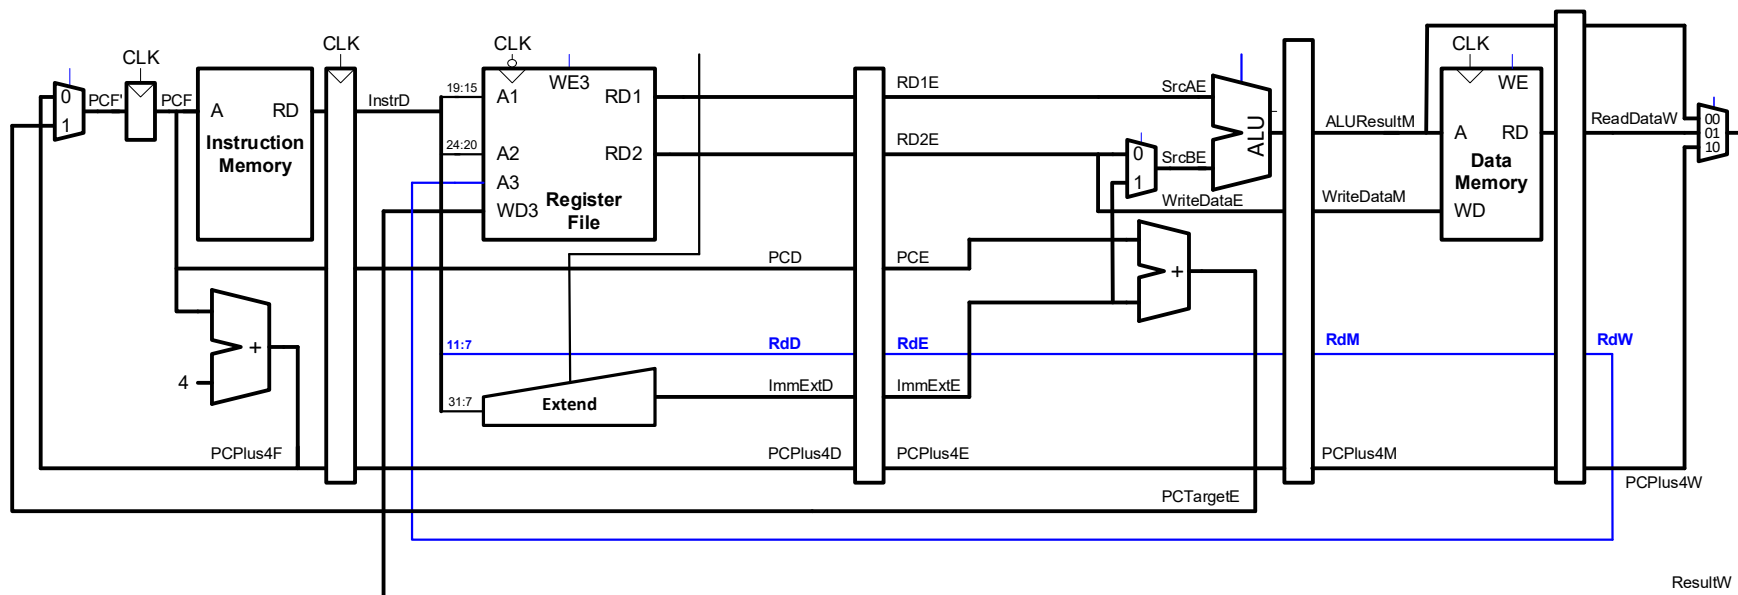 CLK
CLK
CLK
CLK
0
1
PCF'
PCF
A
RD
Instruction
Memory
InstrD
19:15
24:20
A1
A2
A3
WD3
WE3
RD1
RD2
Register
File
RD1E
RD2E
SrcAE
0
1
SrcBE
ALU
WriteDataE
ALUResultM
WriteDataM
A
RD
WE
Data
Memory
WD
ReadDataW
00
01
10
PCD
PCE
+
+
4
11:7
RdD
RdE
RdM
RdW
31:7
Extend
ImmExtD
ImmExtE
PCPlus4F
PCPlus4D
PCPlus4E
PCPlus4M
PCPlus4W
PCTargetE
ResultW